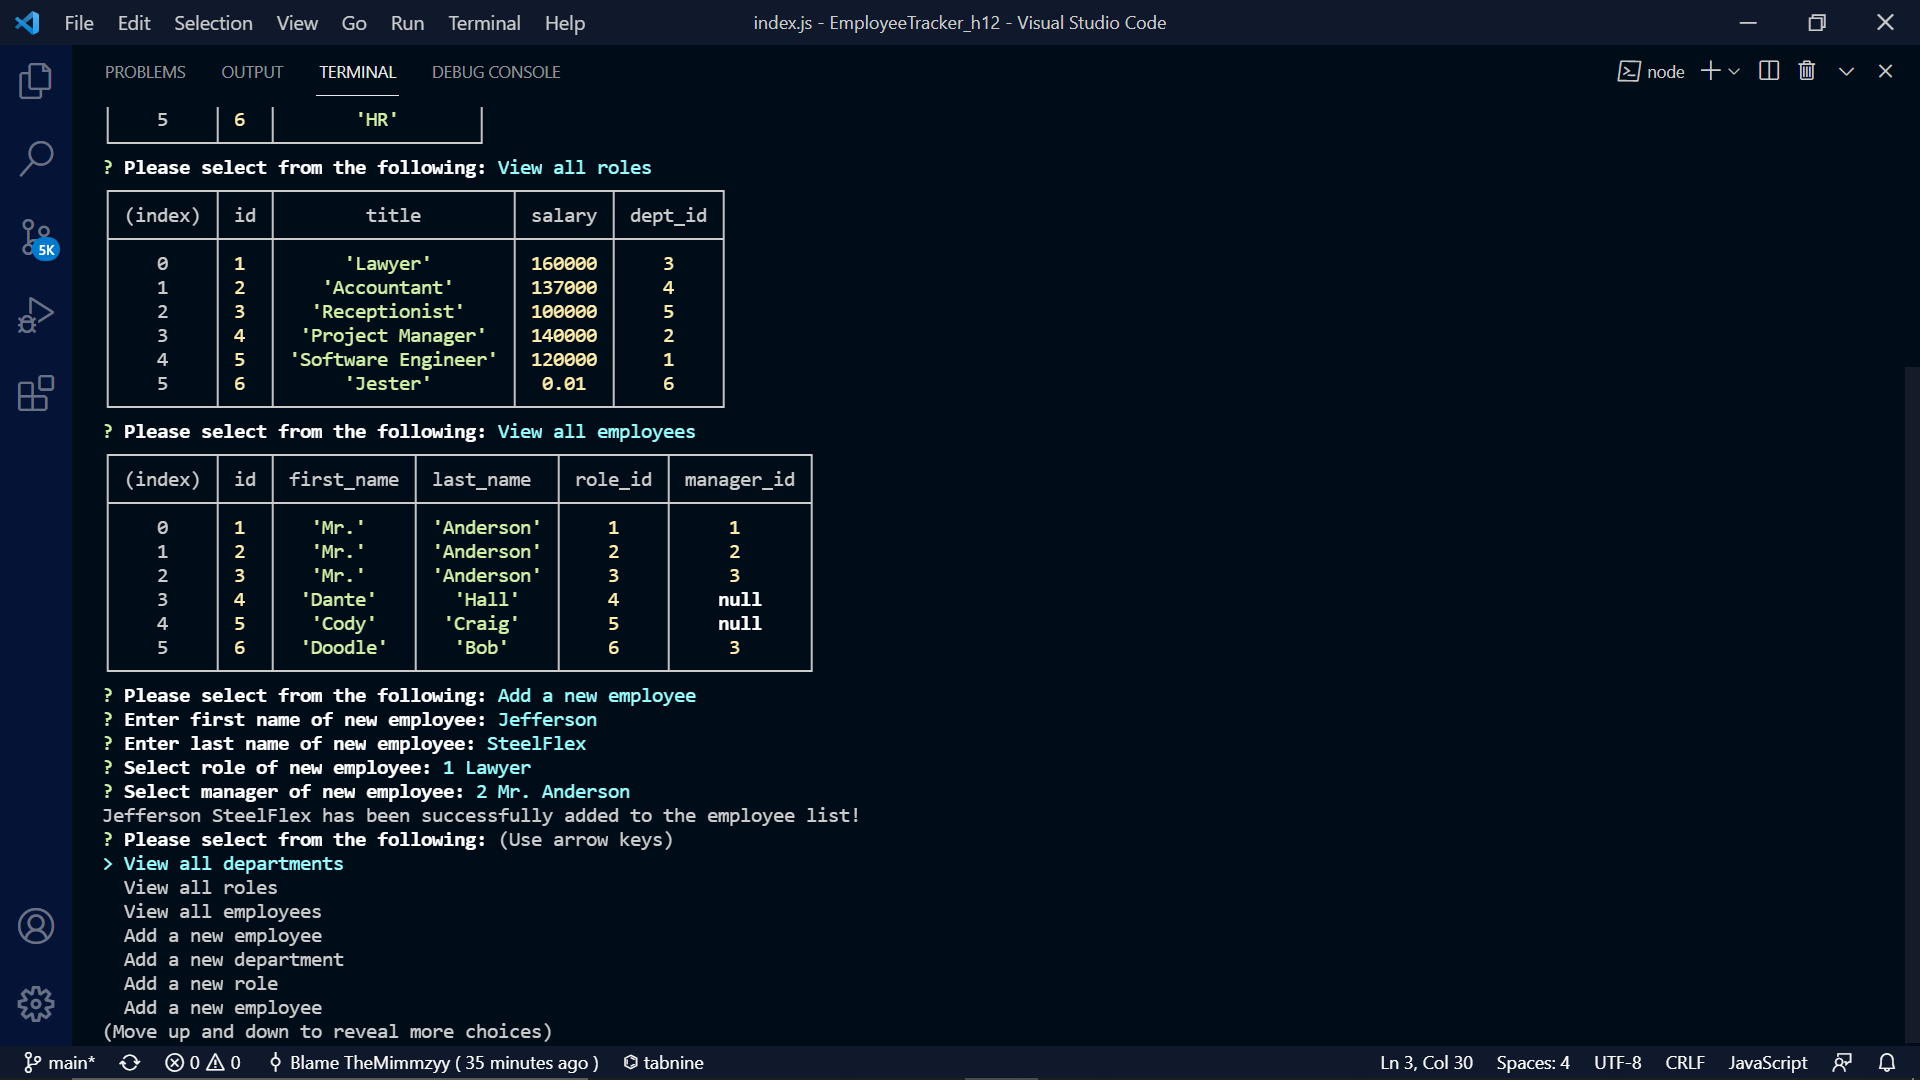 File Edit Selection View Go Run Terminal Help
index.js - EmployeeTracker_h12 - Visual Studio Code
PROBLEMS OUTPUT TERMINAL DEBUG CONSOLE
node
5K
5 6 'HR'
? Please select from the following: View all roles
(index) id title salary dept_id
0 1 'Lawyer' 160000 3
1 2 'Accountant' 137000 4
2 3 'Receptionist' 100000 5
3 4 'Project Manager' 140000 2
4 5 'Software Engineer' 120000 1
5 6 'Jester' 0.01 6
? Please select from the following: View all employees
(index) id first_name last_name role_id manager_id
0 1 'Mr.' 'Anderson' 1 1
1 2 'Mr.' 'Anderson' 2 2
2 3 'Mr.' 'Anderson' 3 3
3 4 'Dante' 'Hall' 4 null
4 5 'Cody' 'Craig' 5 null
5 6 'Doodle' 'Bob' 6 3
? Please select from the following: Add a new employee
? Enter first name of new employee: Jefferson
? Enter last name of new employee: SteelFlex
? Select role of new employee: 1 Lawyer
? Select manager of new employee: 2 Mr. Anderson
Jefferson SteelFlex has been successfully added to the employee list!
? Please select from the following: (Use arrow keys)
> View all departments
View all roles
View all employees
Add a new employee
Add a new department
Add a new role
Add a new employee
(Move up and down to reveal more choices)
main* 0 0 Blame TheMimmzyy ( 35 minutes ago ) tabnine
Ln 3, Col 30 Spaces: 4 UTF-8 CRLF JavaScript